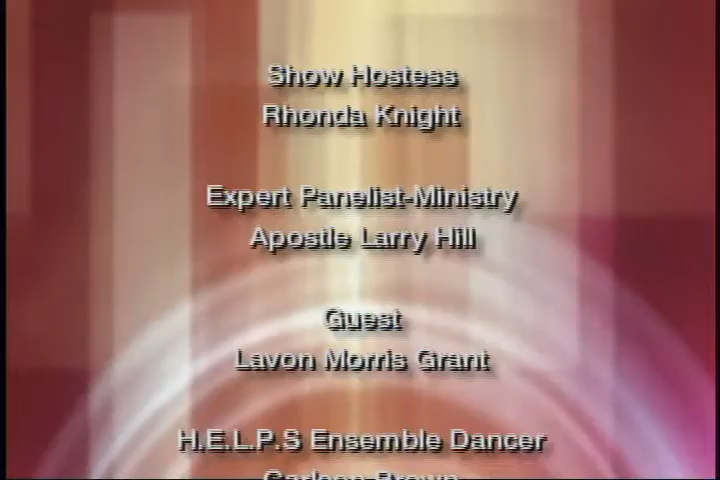 Show Hostess
Rhonda Knight
Expert Panelist-Ministry
Apostle Larry Hill
Guest
Lavon Morris Grant
H.E.L.P.S Ensemble Dancer